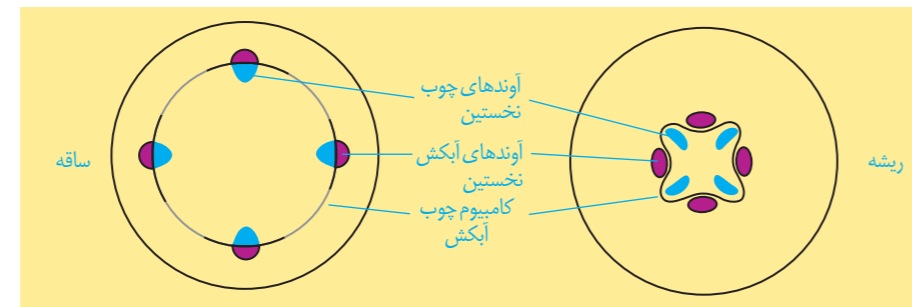 آوندهای چوب
نخستین
ریشه
آوندهای آبکش
نخستین
ساقه
کامبیوم چوب
آبکش